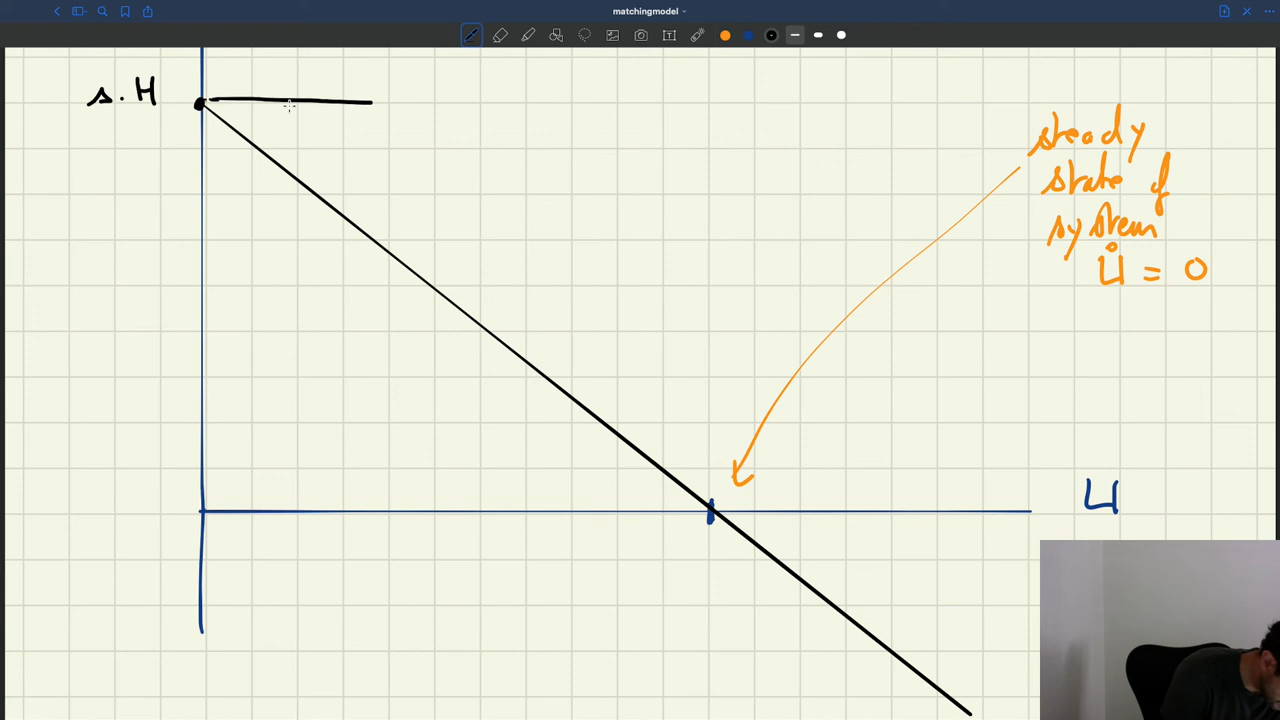 matchingmodel
s. H
steady
state of
system
U̇ = 0
U